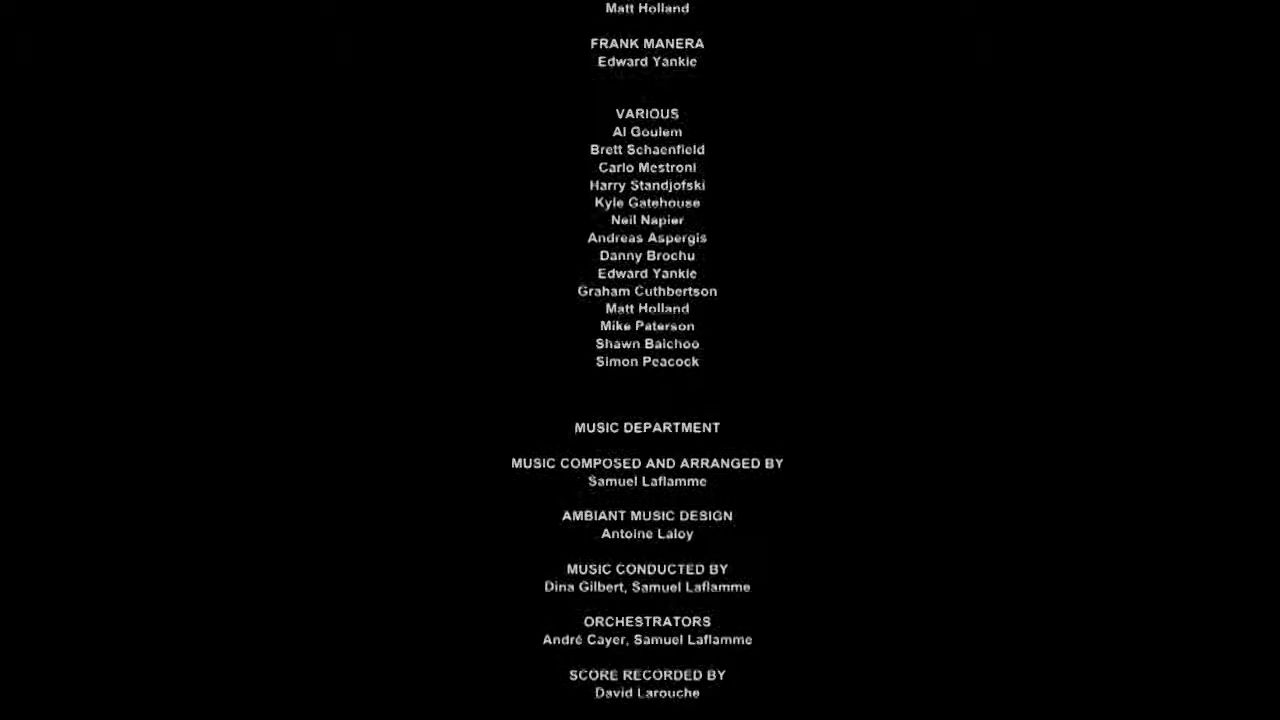 Matt Holland
FRANK MANERA
Edward Yankie
VARIOUS
Al Goulem
Brett Schaenfield
Carlo Mestroni
Harry Standjofski
Kyle Gatehouse
Neil Napier
Andreas Aspergis
Danny Brochu
Edward Yankie
Graham Cuthbertson
Matt Holland
Mike Paterson
Shawn Baichoo
Simon Peacock
MUSIC DEPARTMENT
MUSIC COMPOSED AND ARRANGED BY
Samuel Laflamme
AMBIANT MUSIC DESIGN
Antoine Laloy
MUSIC CONDUCTED BY
Dina Gilbert, Samuel Laflamme
ORCHESTRATORS
André Cayer, Samuel Laflamme
SCORE RECORDED BY
David Larouche